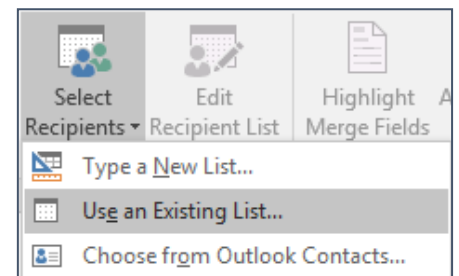 Select Edit Highlight A
Recipients Recipient List Merge Fields
Type a New List...
Use an Existing List...
Choose from Outlook Contacts...